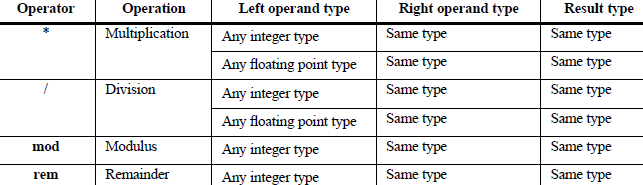 Operator Operation Left operand type Right operand type Result type
* Multiplication Any integer type Same type Same type
Any floating point type Same type Same type
/ Division Any integer type Same type Same type
Any floating point type Same type Same type
mod Modulus Any integer type Same type Same type
rem Remainder Any integer type Same type Same type